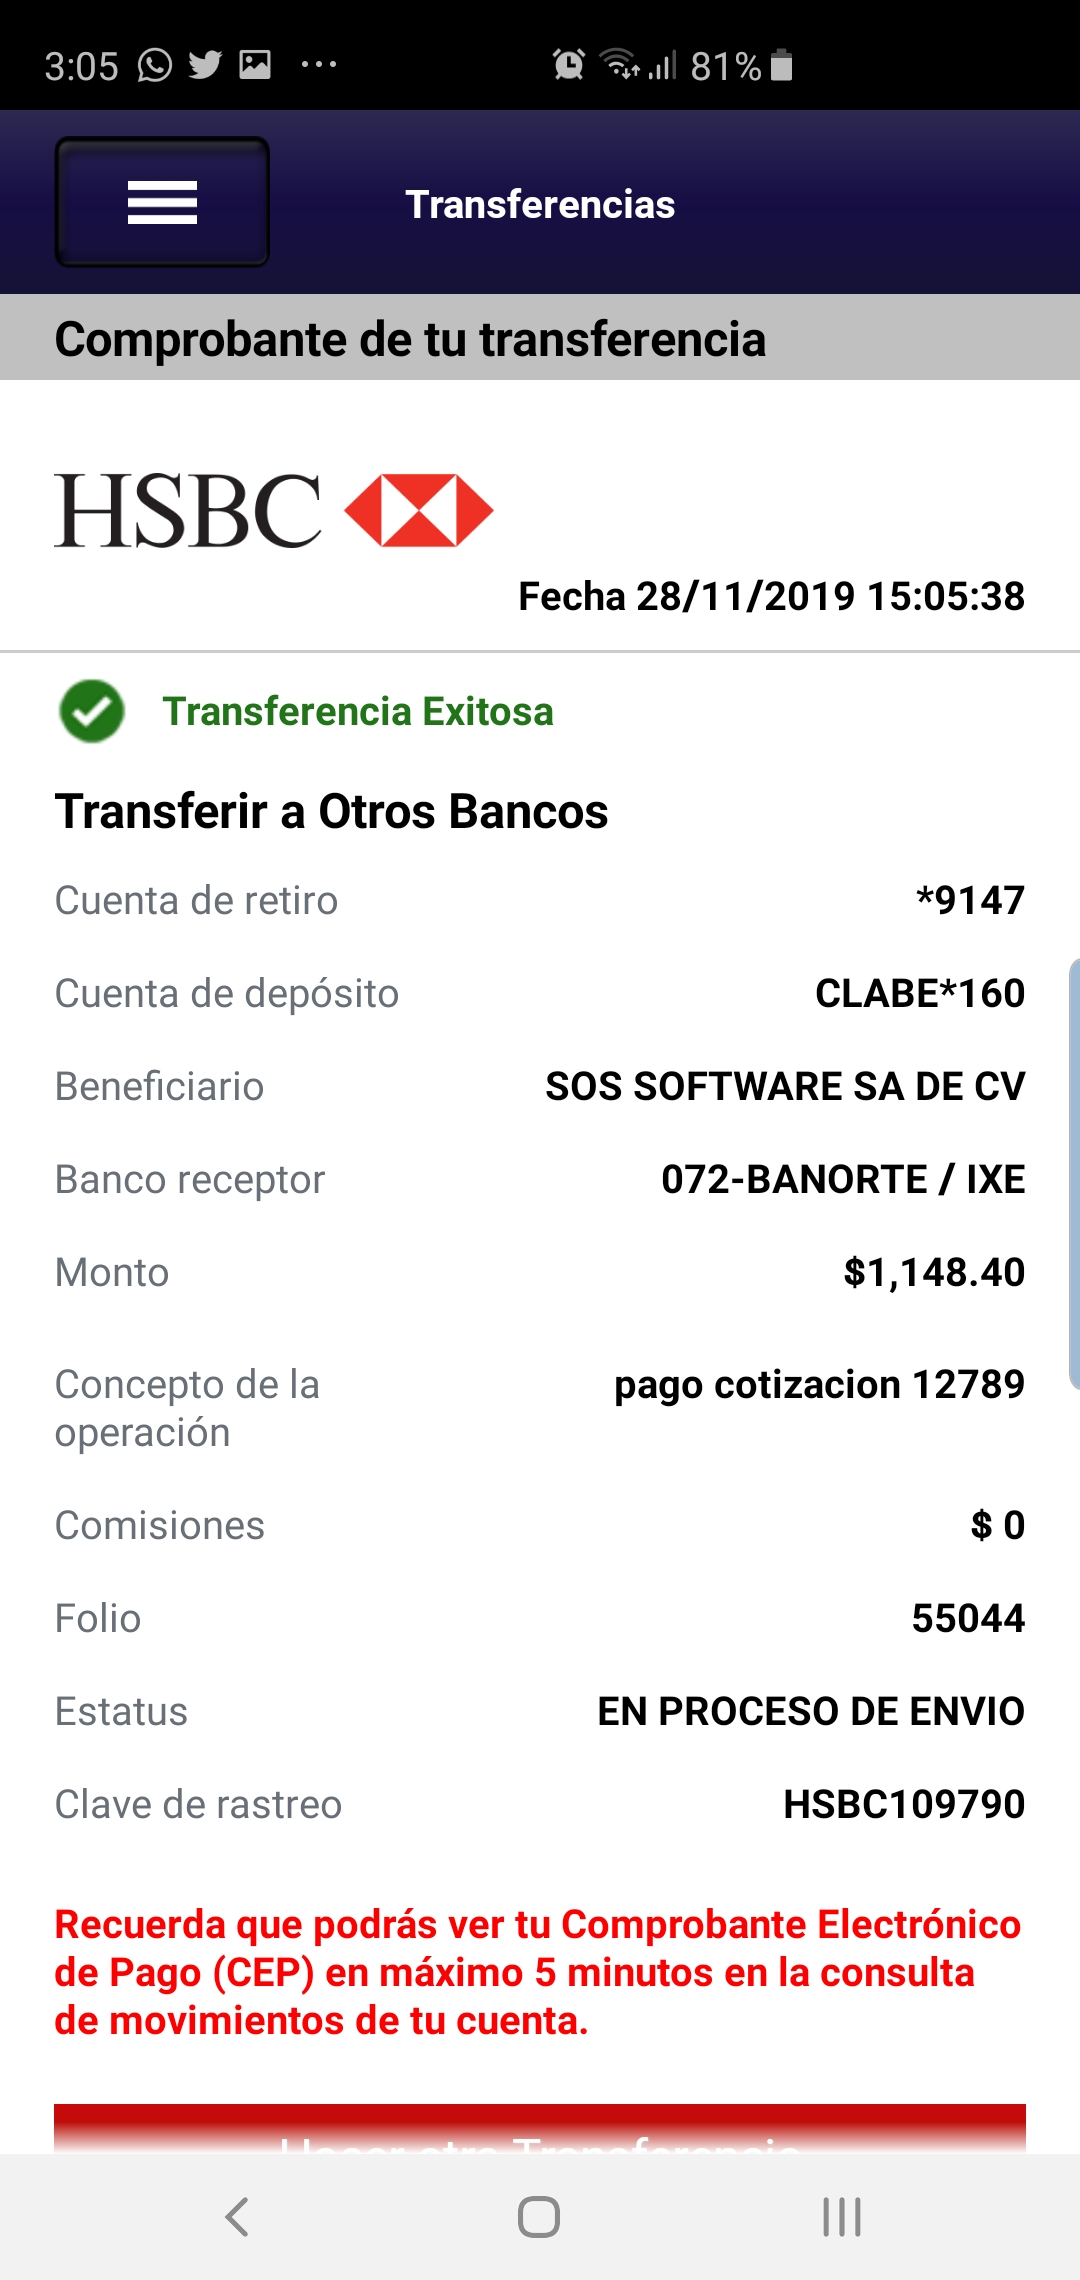 3:05 ... 81%
Transferencias
Comprobante de tu transferencia
HSBC
Fecha 28/11/2019 15:05:38
Transferencia Exitosa
Transferir a Otros Bancos
Cuenta de retiro *9147
Cuenta de depósito CLABE*160
Beneficiario SOS SOFTWARE SA DE CV
Banco receptor 072-BANORTE / IXE
Monto $1,148.40
Concepto de la pago cotizacion 12789
operación
Comisiones $ 0
Folio 55044
Estatus EN PROCESO DE ENVIO
Clave de rastreo HSBC109790
Recuerda que podrás ver tu Comprobante Electrónico
de Pago (CEP) en máximo 5 minutos en la consulta
de movimientos de tu cuenta.
Hacer otra Transferencia